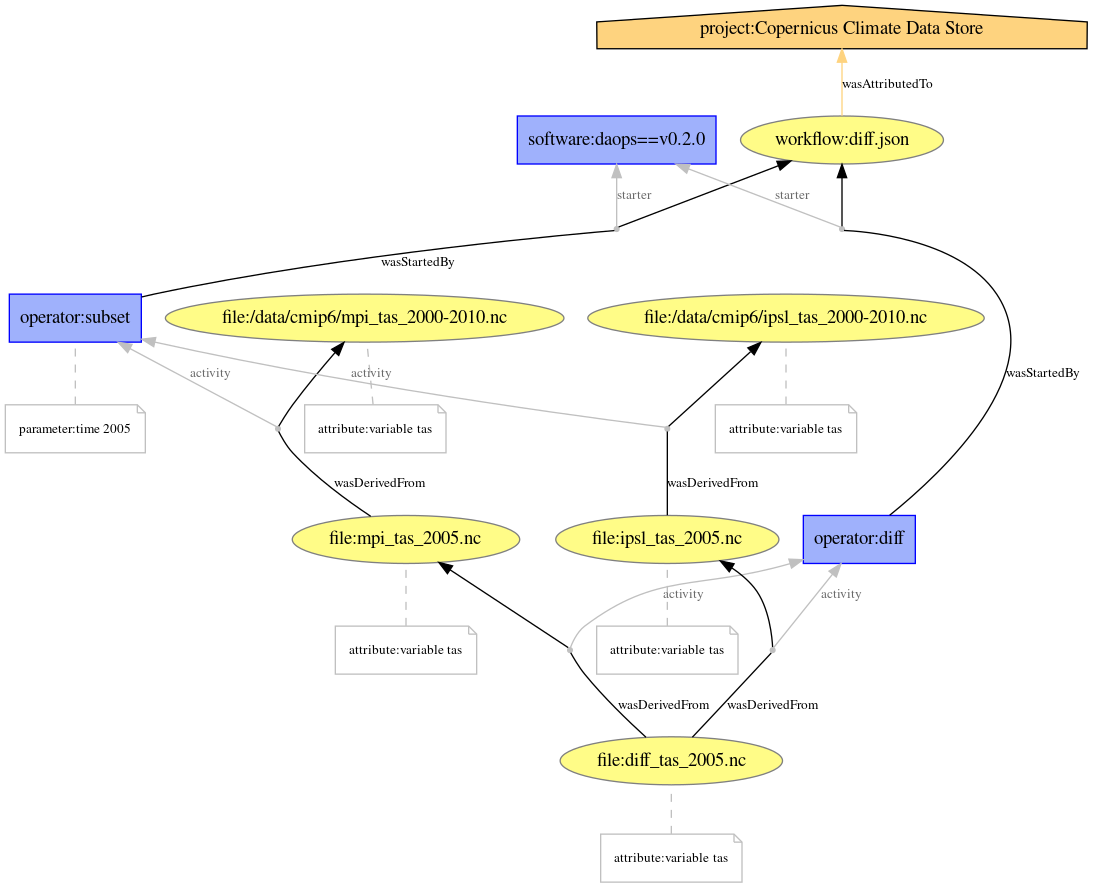 project:Copernicus Climate Data Store
wasAttributedTo
software:daops==v0.2.0
workflow:diff.json
starter
starter
wasStartedBy
operator:subset
file:/data/cmip6/mpi_tas_2000-2010.nc
file:/data/cmip6/ipsl_tas_2000-2010.nc
activity
activity
wasStartedBy
parameter:time 2005
attribute:variable tas
attribute:variable tas
wasDerivedFrom
wasDerivedFrom
file:mpi_tas_2005.nc
file:ipsl_tas_2005.nc
operator:diff
activity
activity
attribute:variable tas
attribute:variable tas
wasDerivedFrom
wasDerivedFrom
file:diff_tas_2005.nc
attribute:variable tas